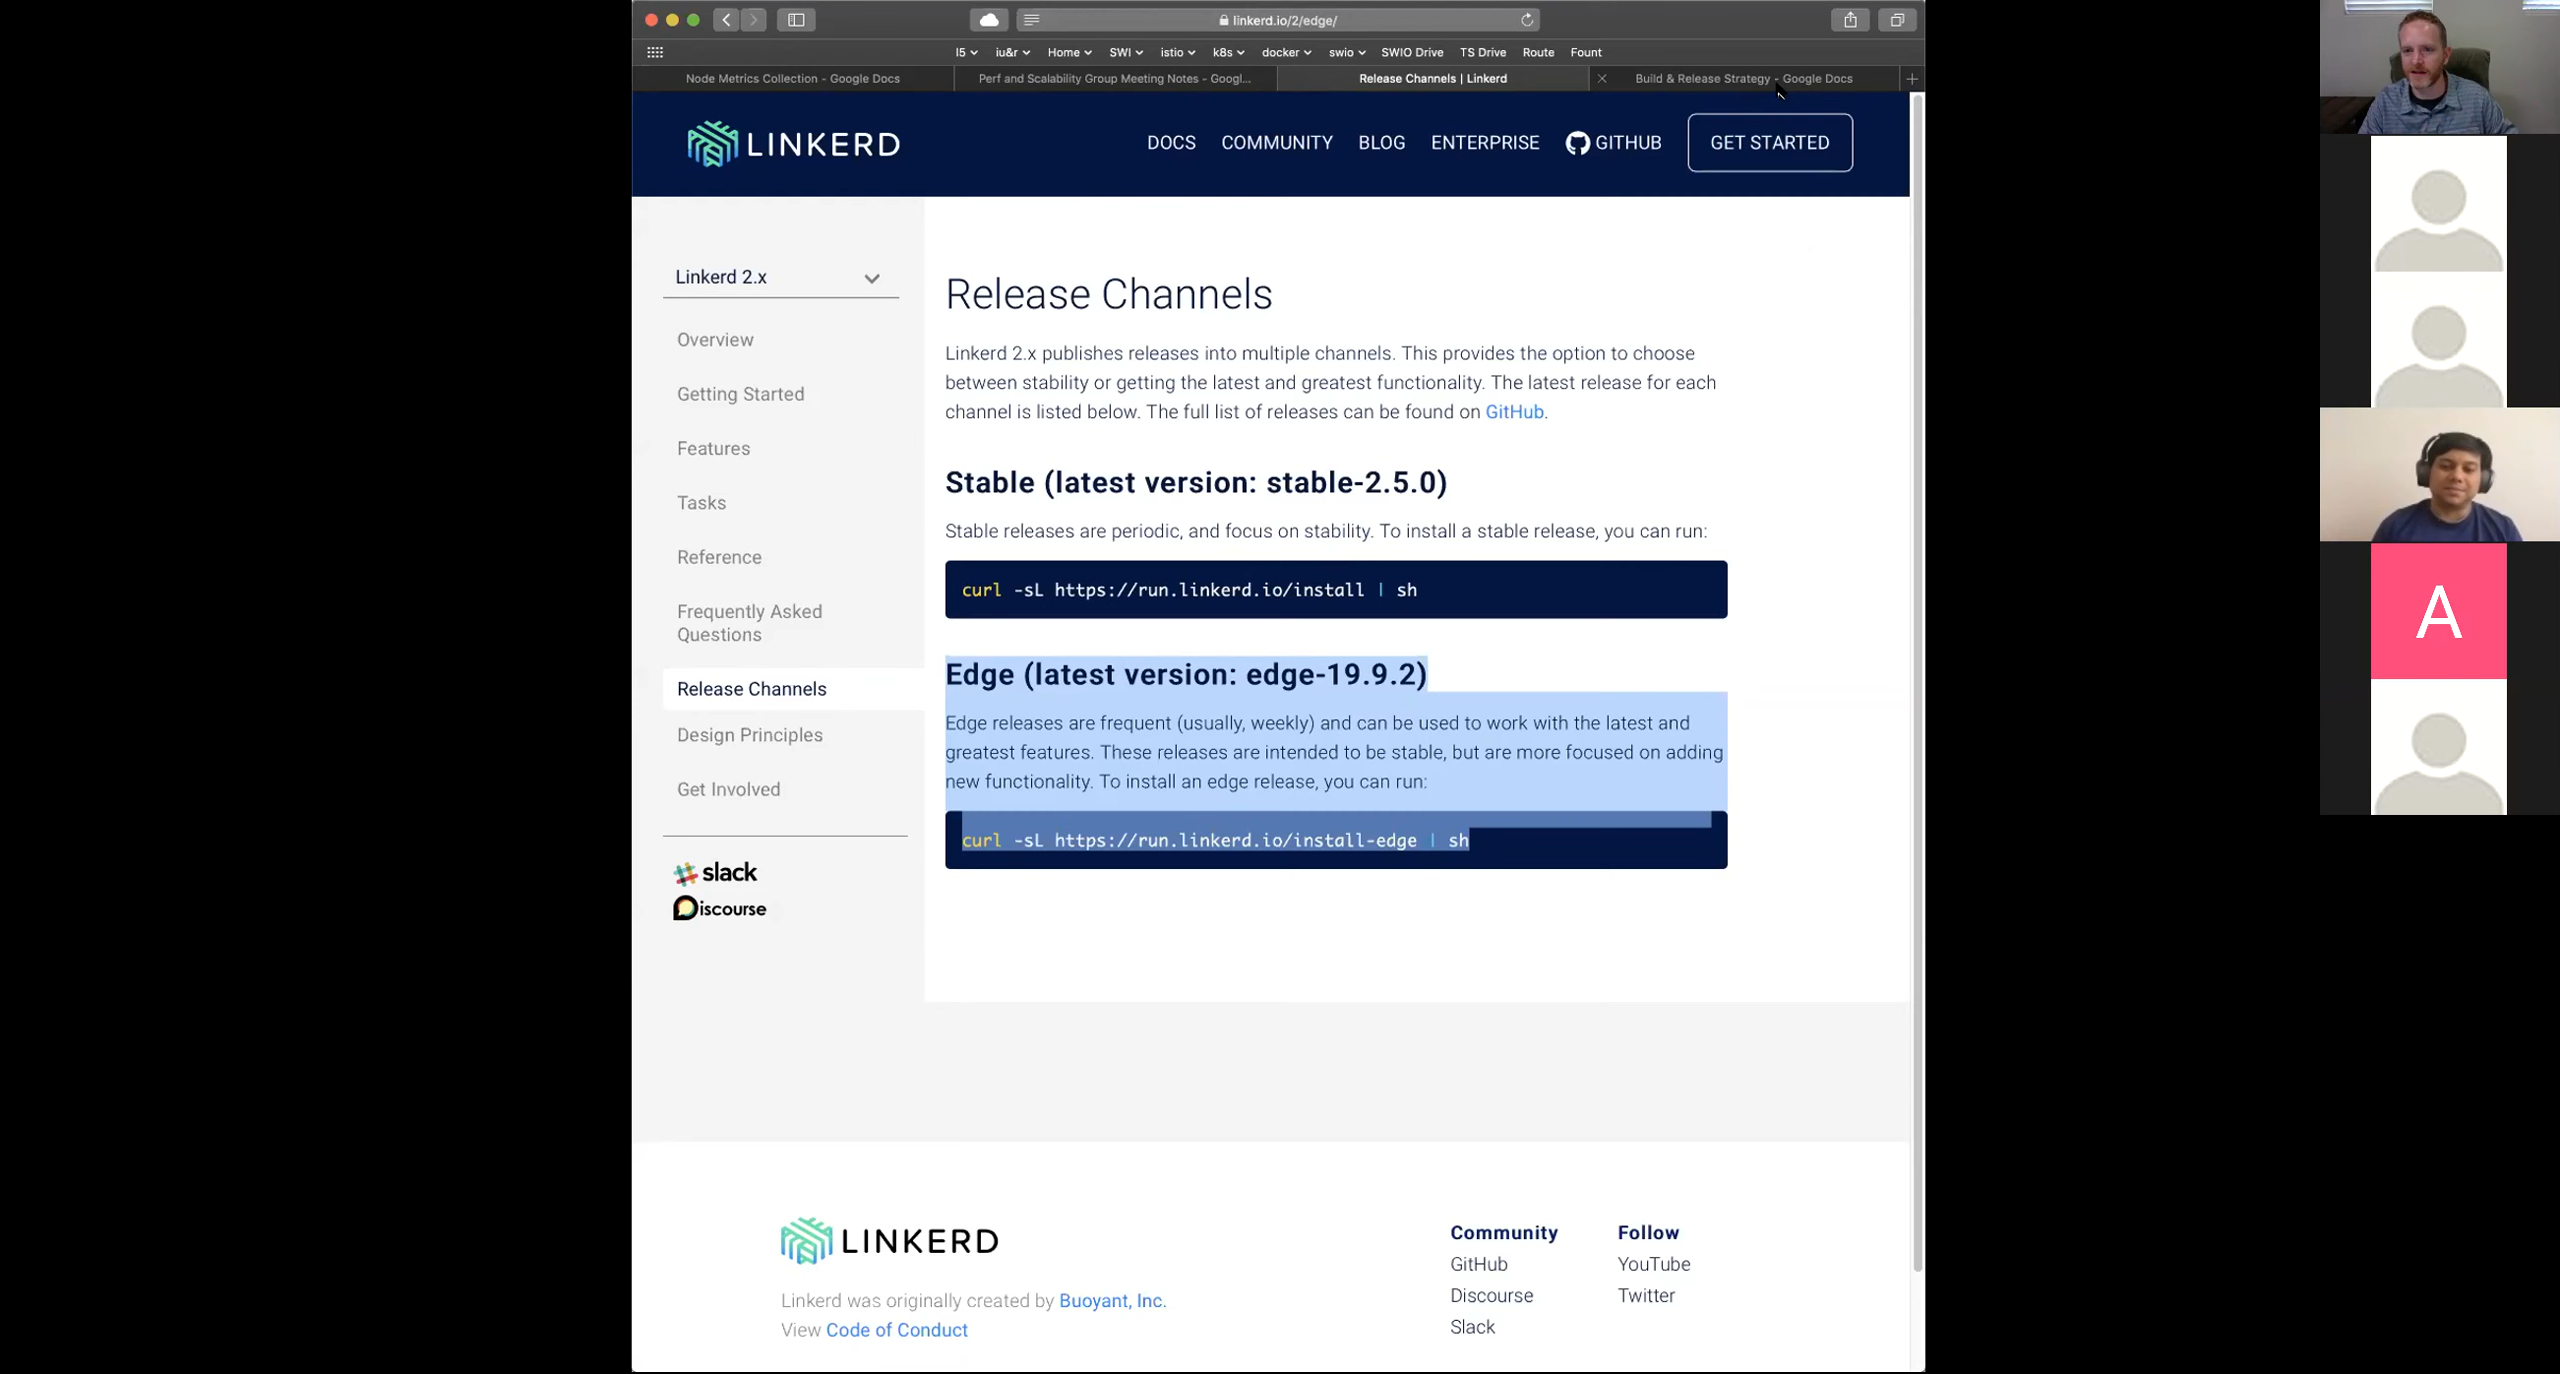 linkerd.io/2/edge/
l5 iu&r Home SWI istio k8s docker swio SWIO Drive TS Drive Route Fount
Node Metrics Collection - Google Docs
Perf and Scalability Group Meeting Notes - Googl...
Release Channels | Linkerd
Build & Release Strategy - Google Docs
LINKERD
DOCS COMMUNITY BLOG ENTERPRISE GITHUB GET STARTED
Linkerd 2.x
Overview
Getting Started
Features
Tasks
Reference
Frequently Asked
Questions
Release Channels
Design Principles
Get Involved
slack
Discourse
Release Channels
Linkerd 2.x publishes releases into multiple channels. This provides the option to choose
between stability or getting the latest and greatest functionality. The latest release for each
channel is listed below. The full list of releases can be found on GitHub.
Stable (latest version: stable-2.5.0)
Stable releases are periodic, and focus on stability. To install a stable release, you can run:
curl -sL https://run.linkerd.io/install | sh
Edge (latest version: edge-19.9.2)
Edge releases are frequent (usually, weekly) and can be used to work with the latest and
greatest features. These releases are intended to be stable, but are more focused on adding
new functionality. To install an edge release, you can run:
curl -sL https://run.linkerd.io/install-edge | sh
LINKERD
Linkerd was originally created by Buoyant, Inc.
View Code of Conduct
Community
GitHub
Discourse
Slack
Follow
YouTube
Twitter
A